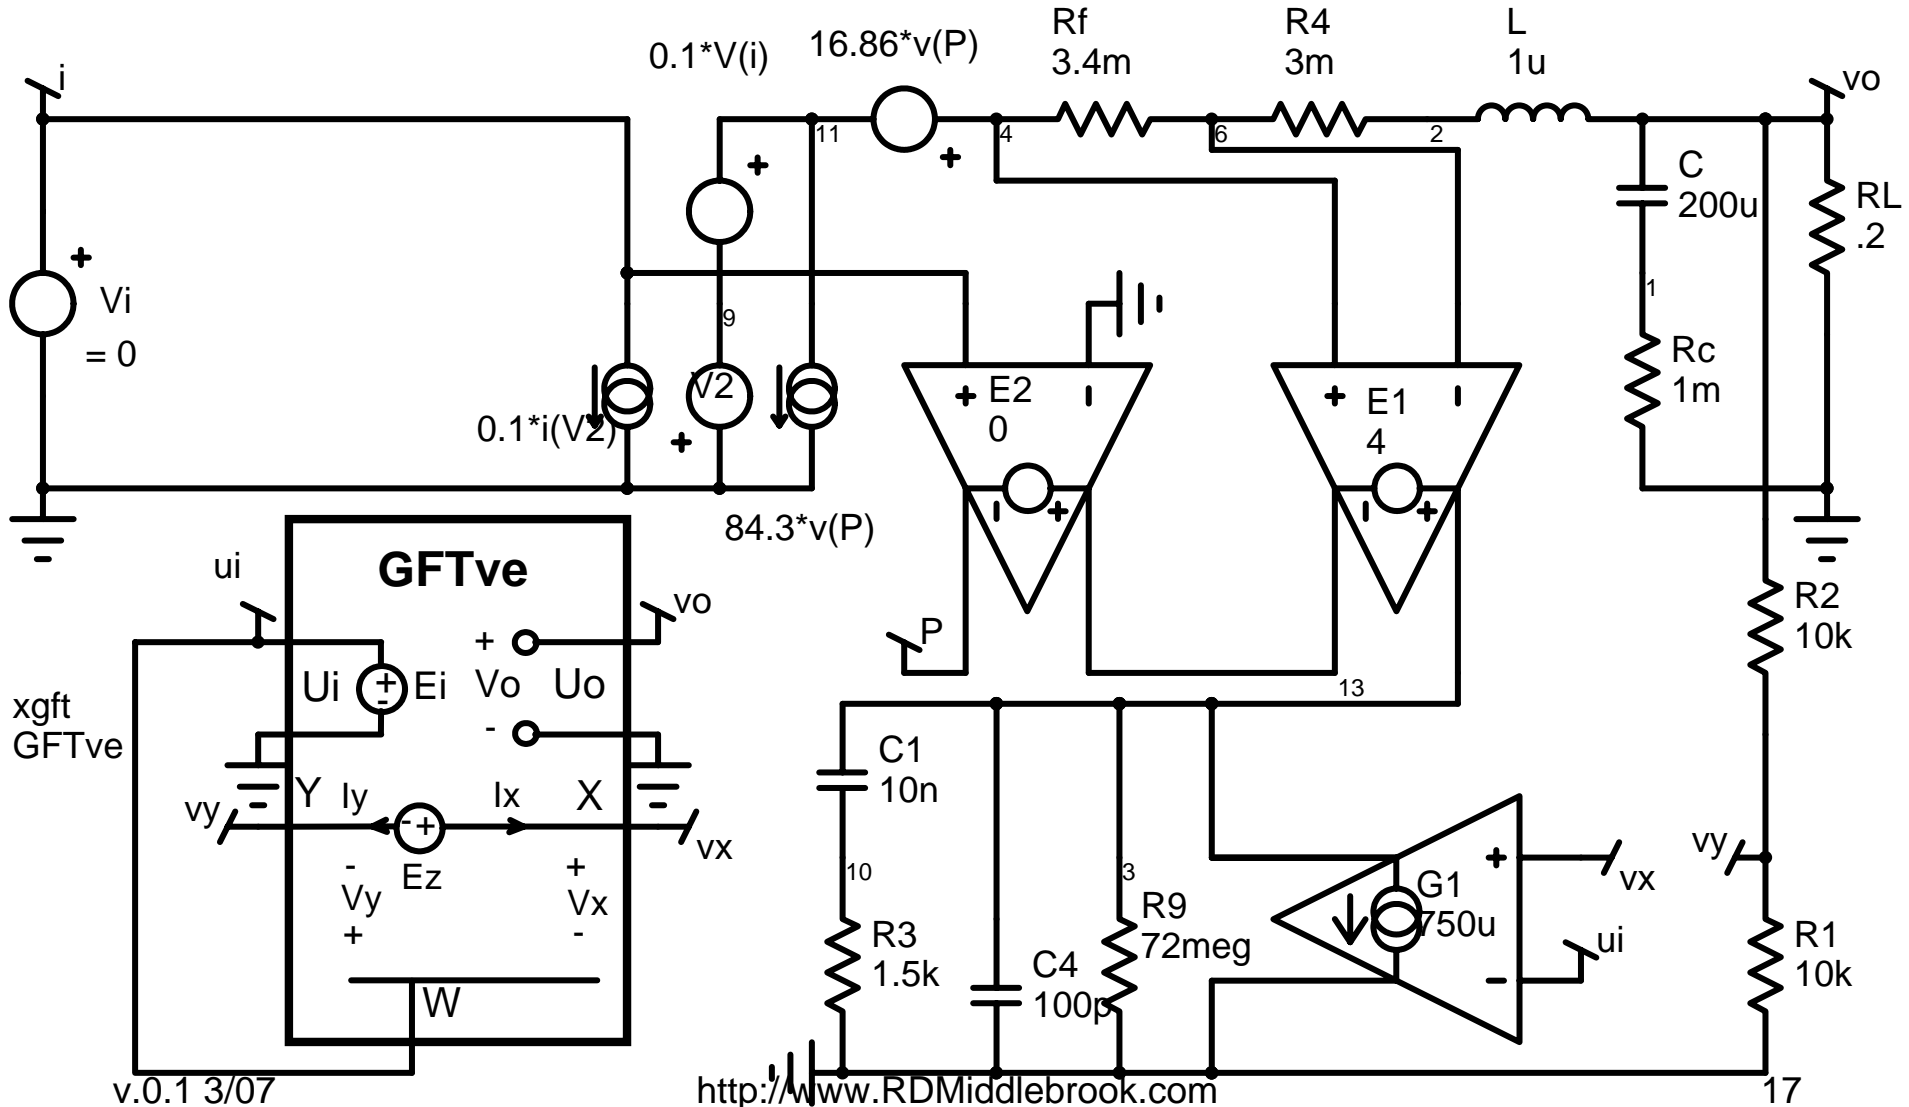 i
0.1*V(i)
16.86*v(P)
Rf
3.4m
R4
3m
L
1u
vo
11
4
6
2
+
+
C
200u
RL
.2
+
Vi
= 0
9
1
Rc
1m
0.1*i(V2)
V2
+
84.3*v(P)
+
E2
0
+
E1
4
+
+
P
13
ui
GFTve
vo
Ui
+
-
Ei
+
Vo
-
Uo
xgft
GFTve
Y
Iy
Ix
X
vy
- +
Ez
vx
-
Vy
+
+
Vx
-
W
C1
10n
10
R3
1.5k
C4
100p
3
R9
72meg
G1
750u
+
vx
-
ui
R2
10k
vy
R1
10k
v.0.1 3/07
http://www.RDMiddlebrook.com
17